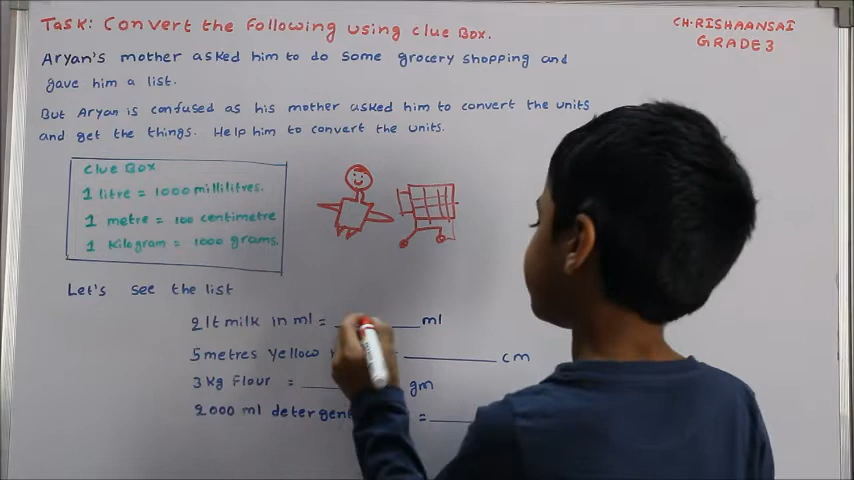 Task: Convert the Following using Clue Box.
CH.RISHAANSAI
GRADE 3
Aryan's mother asked him to do some grocery shopping and
gave him a list.
But Aryan is confused as his mother asked him to convert the units
and get the things. Help him to convert the units.
Clue Box
1 litre = 1000 millilitres.
1 metre = 100 centimetre
1 Kilogram = 1000 grams.
Let's see the list
2 lt milk in ml = ml
5 metres yellow cm
3 Kg flour = gm
2000 ml detergent =